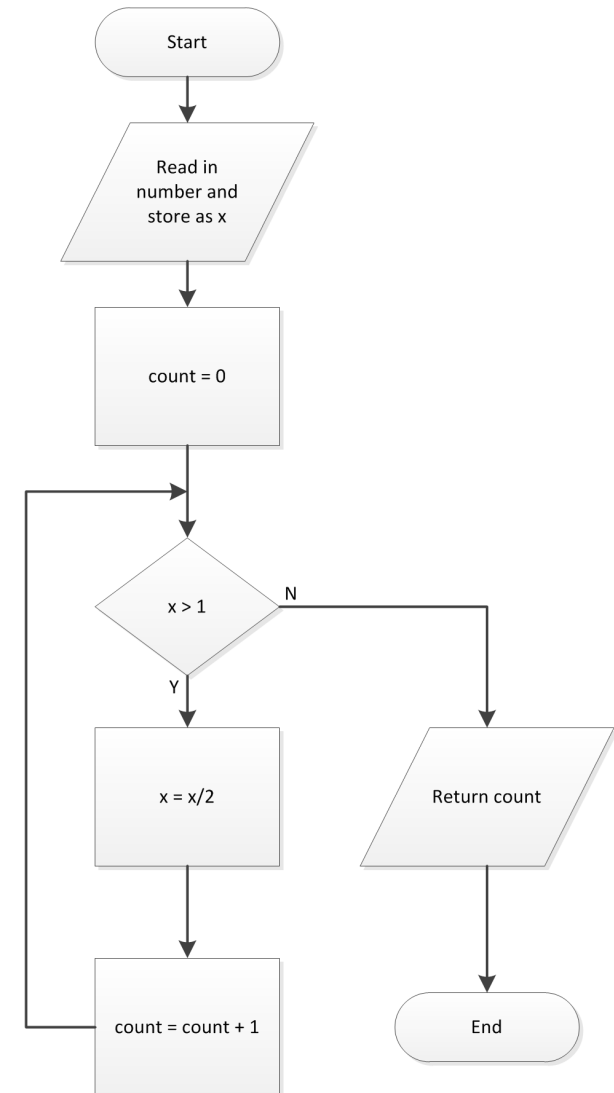 Start
Read in
number and
store as x
count = 0
x > 1
N
Y
x = x/2
Return count
count = count + 1
End